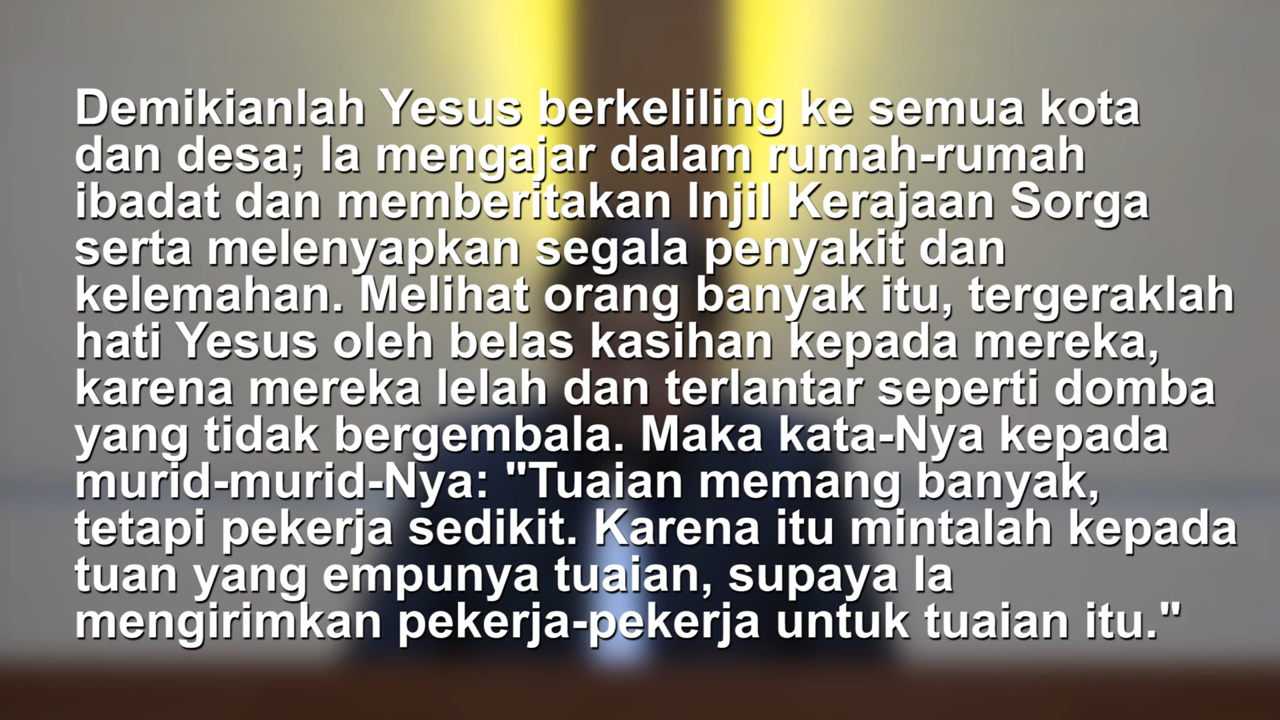 Demikianlah Yesus berkeliling ke semua kota
dan desa; Ia mengajar dalam rumah-rumah
ibadat dan memberitakan Injil Kerajaan Sorga
serta melenyapkan segala penyakit dan
kelemahan. Melihat orang banyak itu, tergeraklah
hati Yesus oleh belas kasihan kepada mereka,
karena mereka lelah dan terlantar seperti domba
yang tidak bergembala. Maka kata-Nya kepada
murid-murid-Nya: "Tuaian memang banyak,
tetapi pekerja sedikit. Karena itu mintalah kepada
tuan yang empunya tuaian, supaya Ia
mengirimkan pekerja-pekerja untuk tuaian itu."